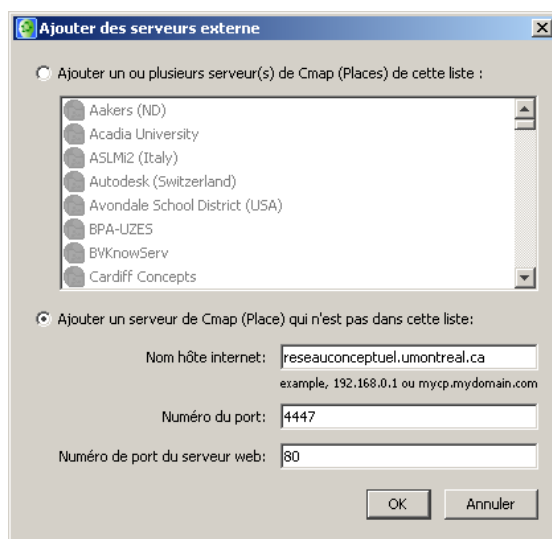 Ajouter des serveurs externe
Ajouter un ou plusieurs serveur(s) de Cmap (Places) de cette liste :
Aakers (ND)
Acadia University
ASLMi2 (Italy)
Autodesk (Switzerland)
Avondale School District (USA)
BPA-UZES
BVKnowServ
Cardiff Concepts
Ajouter un serveur de Cmap (Place) qui n'est pas dans cette liste:
Nom hôte internet: reseauconceptuel.umontreal.ca
example, 192.168.0.1 ou mycp.mydomain.com
Numéro du port: 4447
Numéro de port du serveur web: 80
OK Annuler